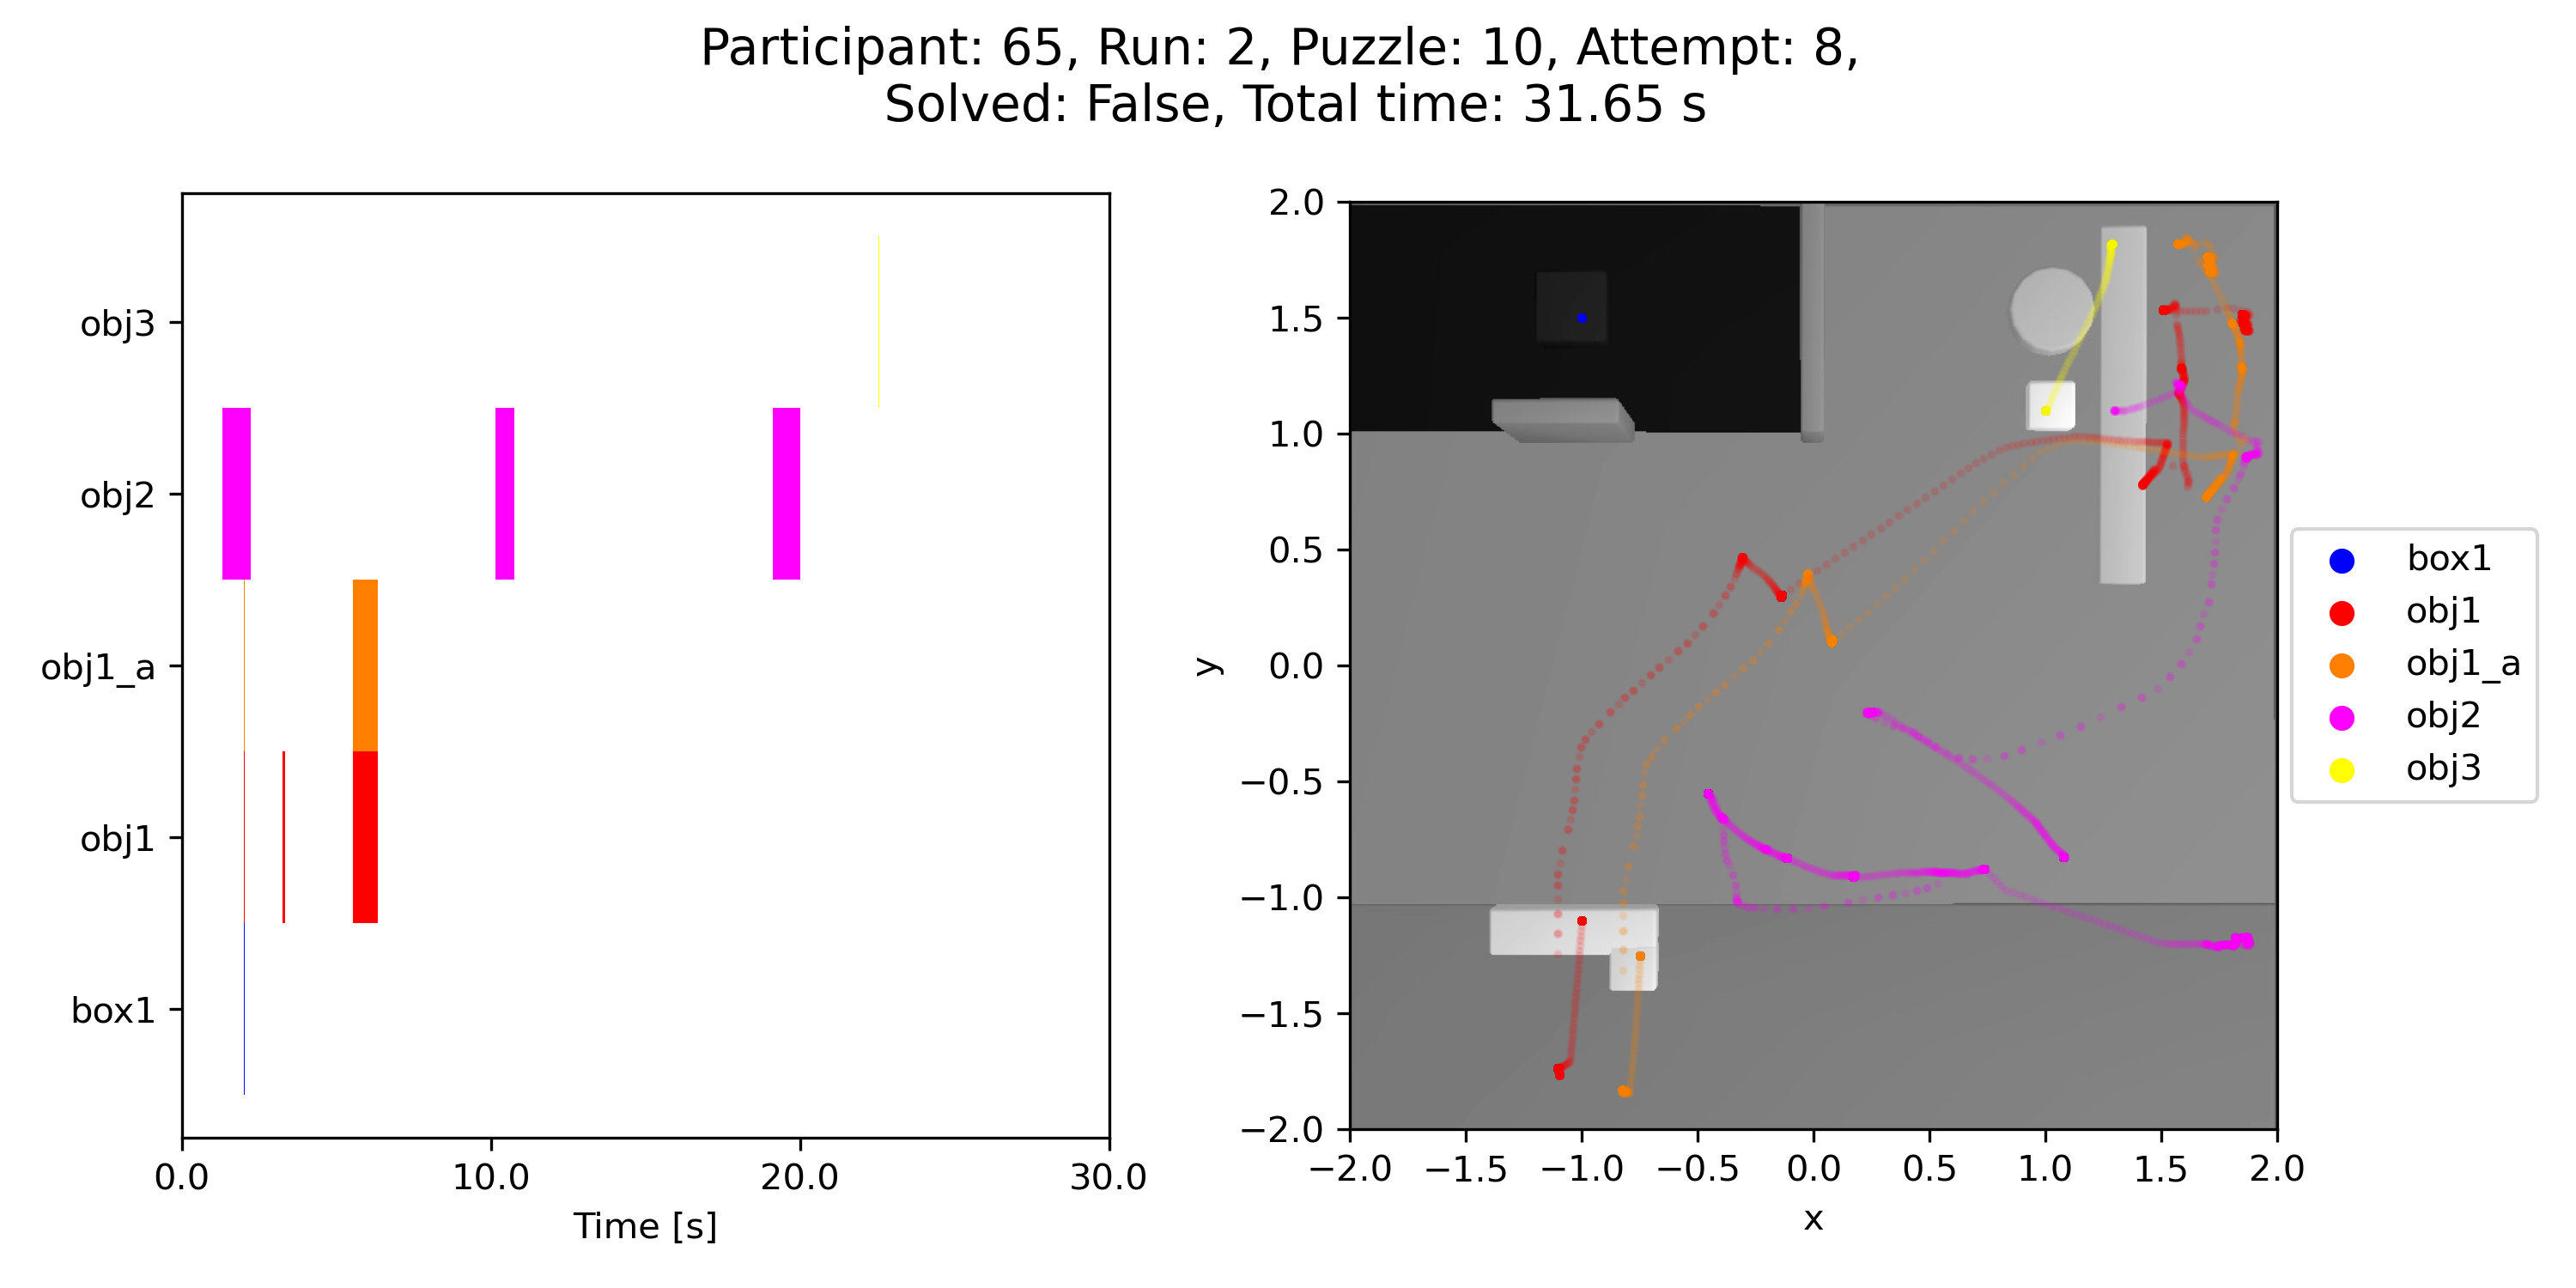 Participant: 65, Run: 2, Puzzle: 10, Attempt: 8,
Solved: False, Total time: 31.65 s
obj3
obj2
obj1_a
obj1
box1
0.0 10.0 20.0 30.0
Time [s]
2.0
1.5
1.0
0.5
0.0
−0.5
−1.0
−1.5
−2.0
y
−2.0 −1.5 −1.0 −0.5 0.0 0.5 1.0 1.5 2.0
x
box1
obj1
obj1_a
obj2
obj3